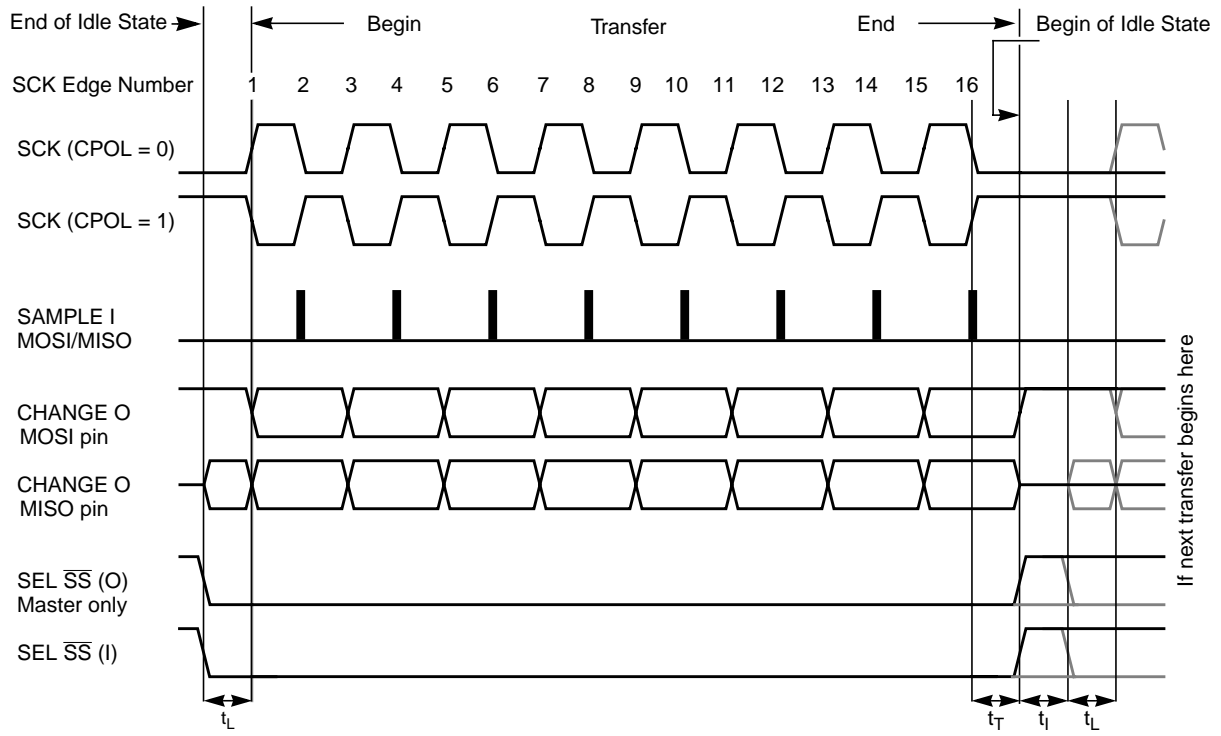 End of Idle State
Begin
Transfer
End
Begin of Idle State
SCK Edge Number
1 2 3 4 5 6 7 8 9 10 11 12 13 14 15 16
SCK (CPOL = 0)
SCK (CPOL = 1)
SAMPLE I
MOSI/MISO
CHANGE O
MOSI pin
CHANGE O
MISO pin
SEL S̅S̅ (O)
Master only
SEL S̅S̅ (I)
tL
tT
tI
tL
If next transfer begins here